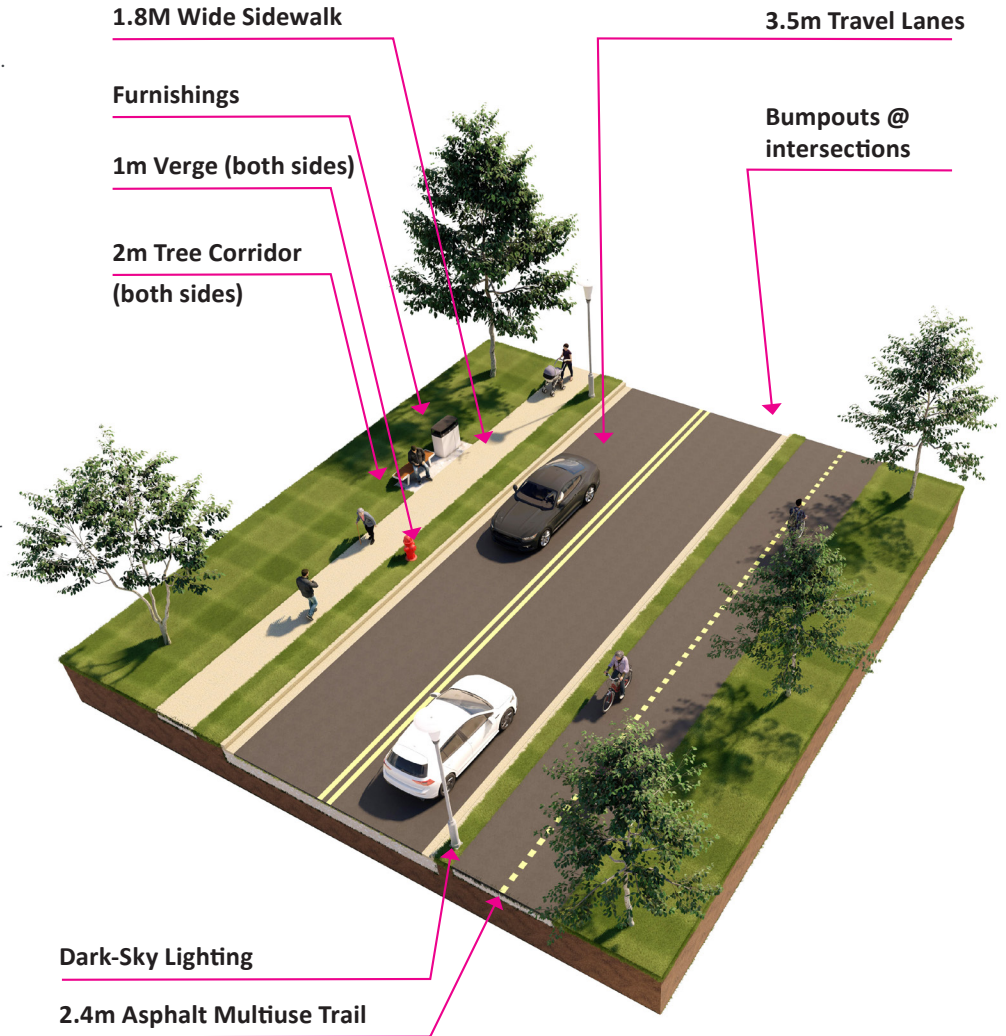 1.8M Wide Sidewalk
Furnishings
1m Verge (both sides)
2m Tree Corridor
(both sides)
3.5m Travel Lanes
Bumpouts @
intersections
Dark-Sky Lighting
2.4m Asphalt Multiuse Trail